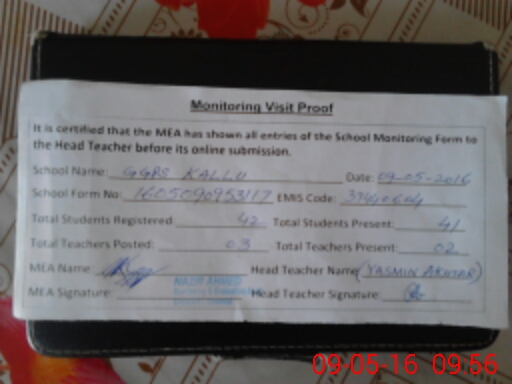 Monitoring Visit Proof
It is certified that the MEA has shown all entries of the School Monitoring Form to
the Head Teacher before its online submission.
School Name: GGPS KALLU Date: 09-05-2016
School Form No: 1605090953117 EMIS Code:
Total Students Registered: 42 Total Students Present: 41
Total Teachers Posted: 03 Total Teachers Present: 02
MEA Name: Head Teacher Name: (YASMIN AKHTAR)
MEA Signature: NAZIR AHMED Head Teacher Signature:
09-05-16 09:56